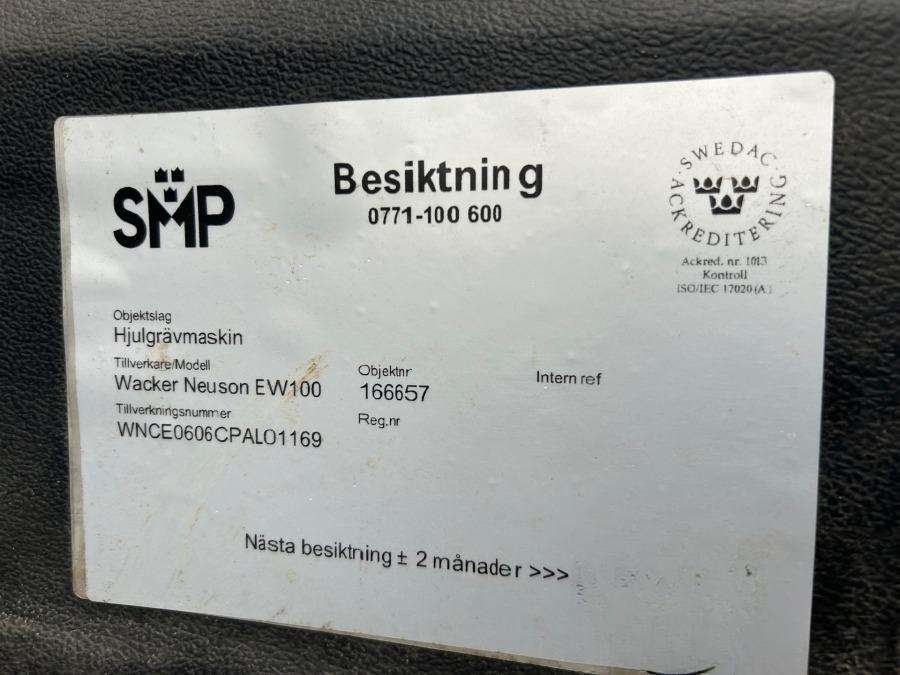 SMP
Besiktning
0771-100 600
SWEDAC
ACKREDITERING
Ackred. nr. 1013
Kontroll
ISO/IEC 17020 (A)
Objektslag
Hjulgrävmaskin
Tillverkare/Modell
Wacker Neuson EW100
Objektnr
166657
Intern ref
Tillverkningsnummer
WNCE0606CPAL01169
Reg.nr
Nästa besiktning ± 2 månader >>>